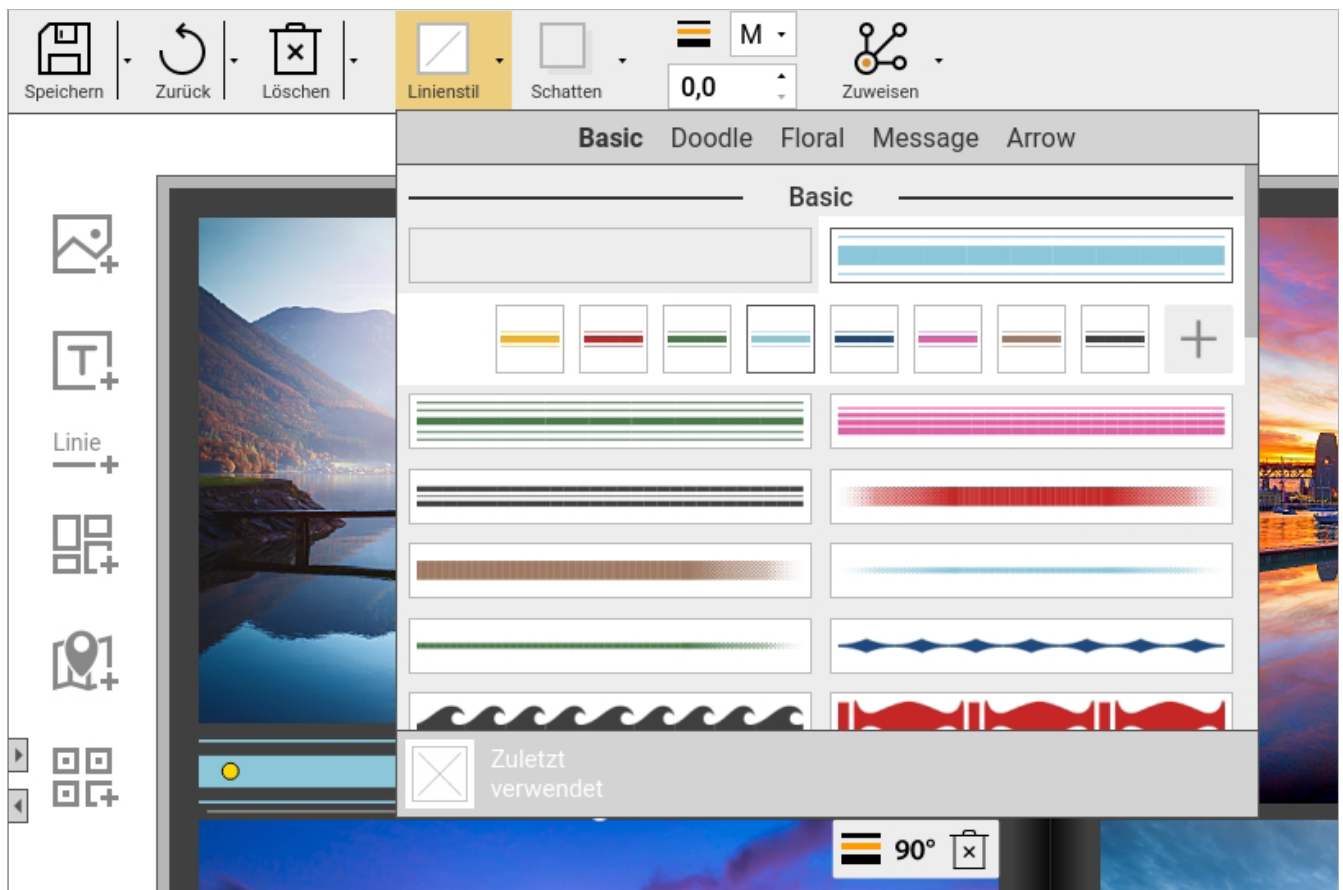 Speichern
Zurück
Löschen
Linienstil
Schatten
M
0,0
Zuweisen
Basic Doodle Floral Message Arrow
Basic
T
Linie
Zuletzt
verwendet
90°